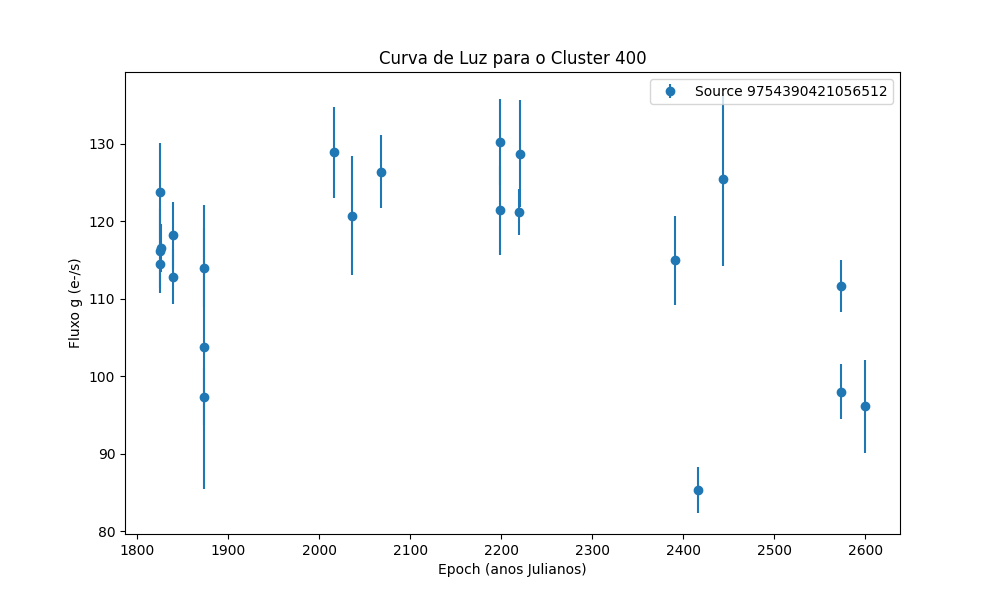 Curva de Luz para o Cluster 400
Source 9754390421056512
Fluxo g (e-/s)
130
120
110
100
90
80
1800 1900 2000 2100 2200 2300 2400 2500 2600
Epoch (anos Julianos)